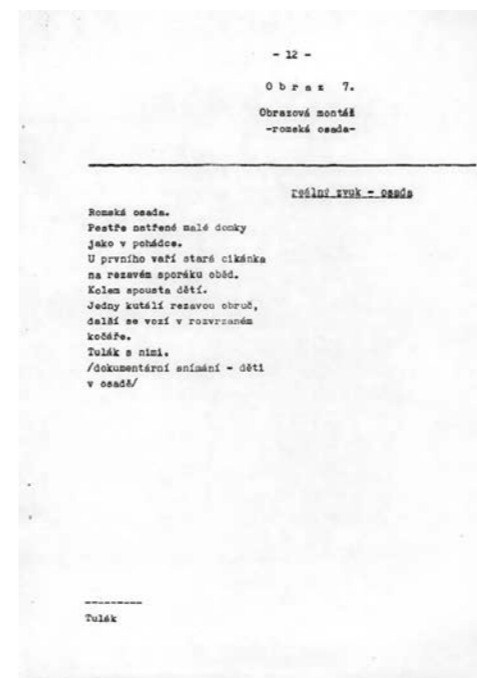 - 12 -
O b r a z 7.
Obrazová montáž
-romská osada-
reálný zvuk - osada
Romská osada.
Pestře natřené malé domky
jako v pohádce.
U prvního vaří stará cikánka
na rezavém sporáku oběd.
Kolem spousta dětí.
Jedny kutálí rezavou obruč,
další se vozí v rozvrzaném
kočáře.
Tulák s nimi.
/dokumentární snímání - děti
v osadě/
---------
Tulák